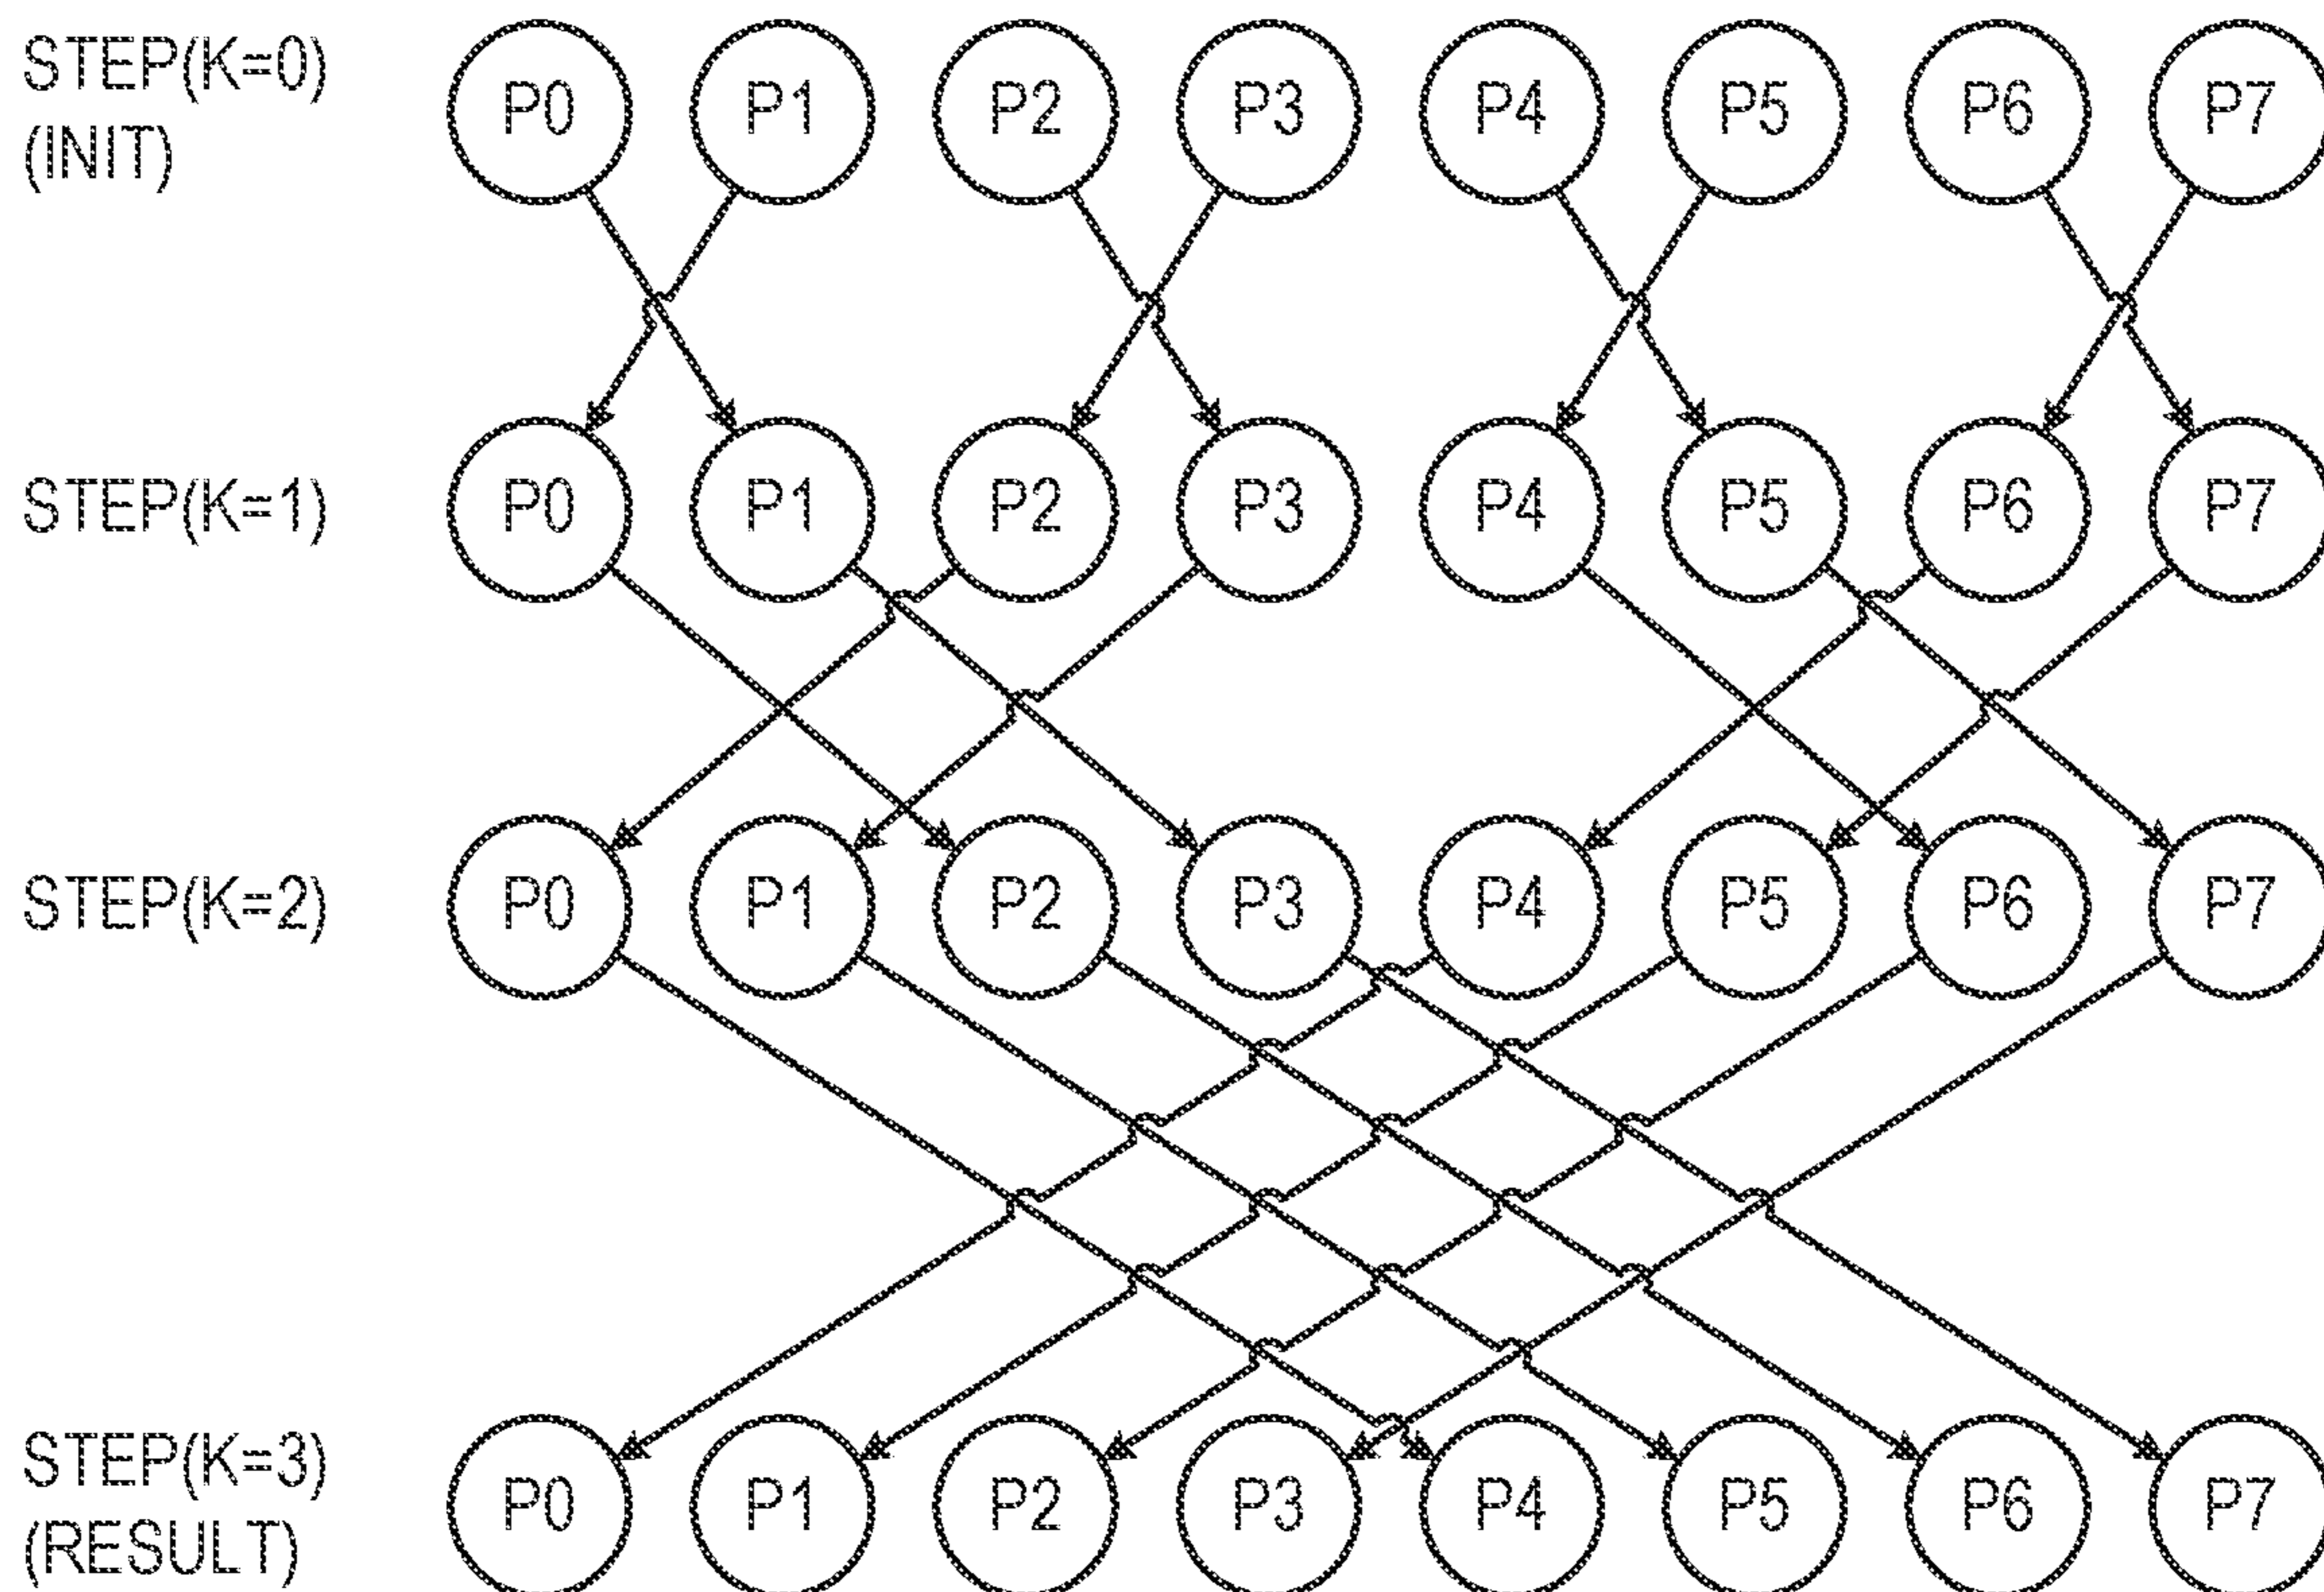 STEP(K=0)
(INIT)
P0 P1 P2 P3 P4 P5 P6 P7
STEP(K=1) P0 P1 P2 P3 P4 P5 P6 P7
STEP(K=2) P0 P1 P2 P3 P4 P5 P6 P7
STEP(K=3)
(RESULT)
P0 P1 P2 P3 P4 P5 P6 P7